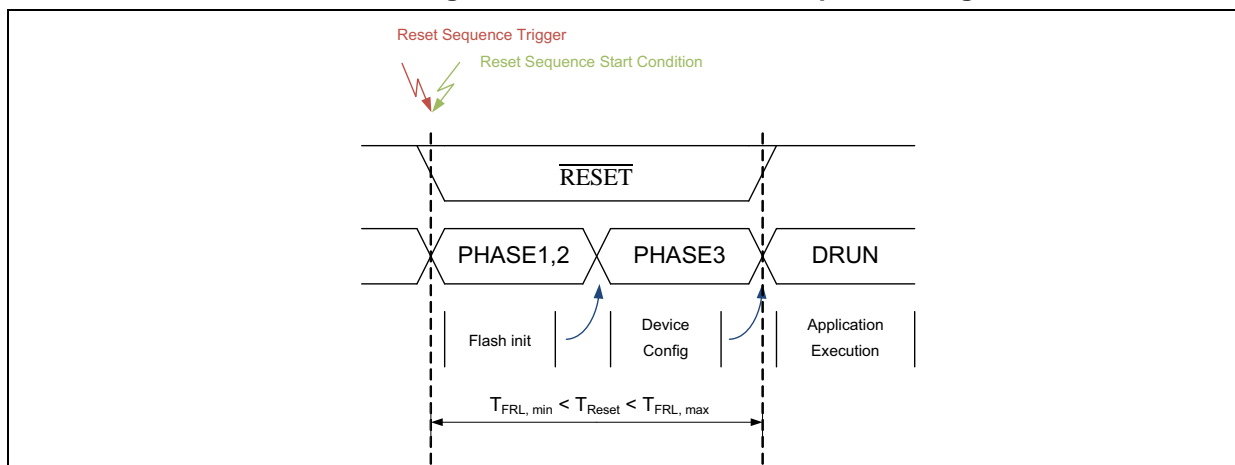 Reset Sequence Trigger
Reset Sequence Start Condition
RESET
PHASE1,2
PHASE3
DRUN
Flash init
Device
Config
Application
Execution
TFRL, min < TReset < TFRL, max